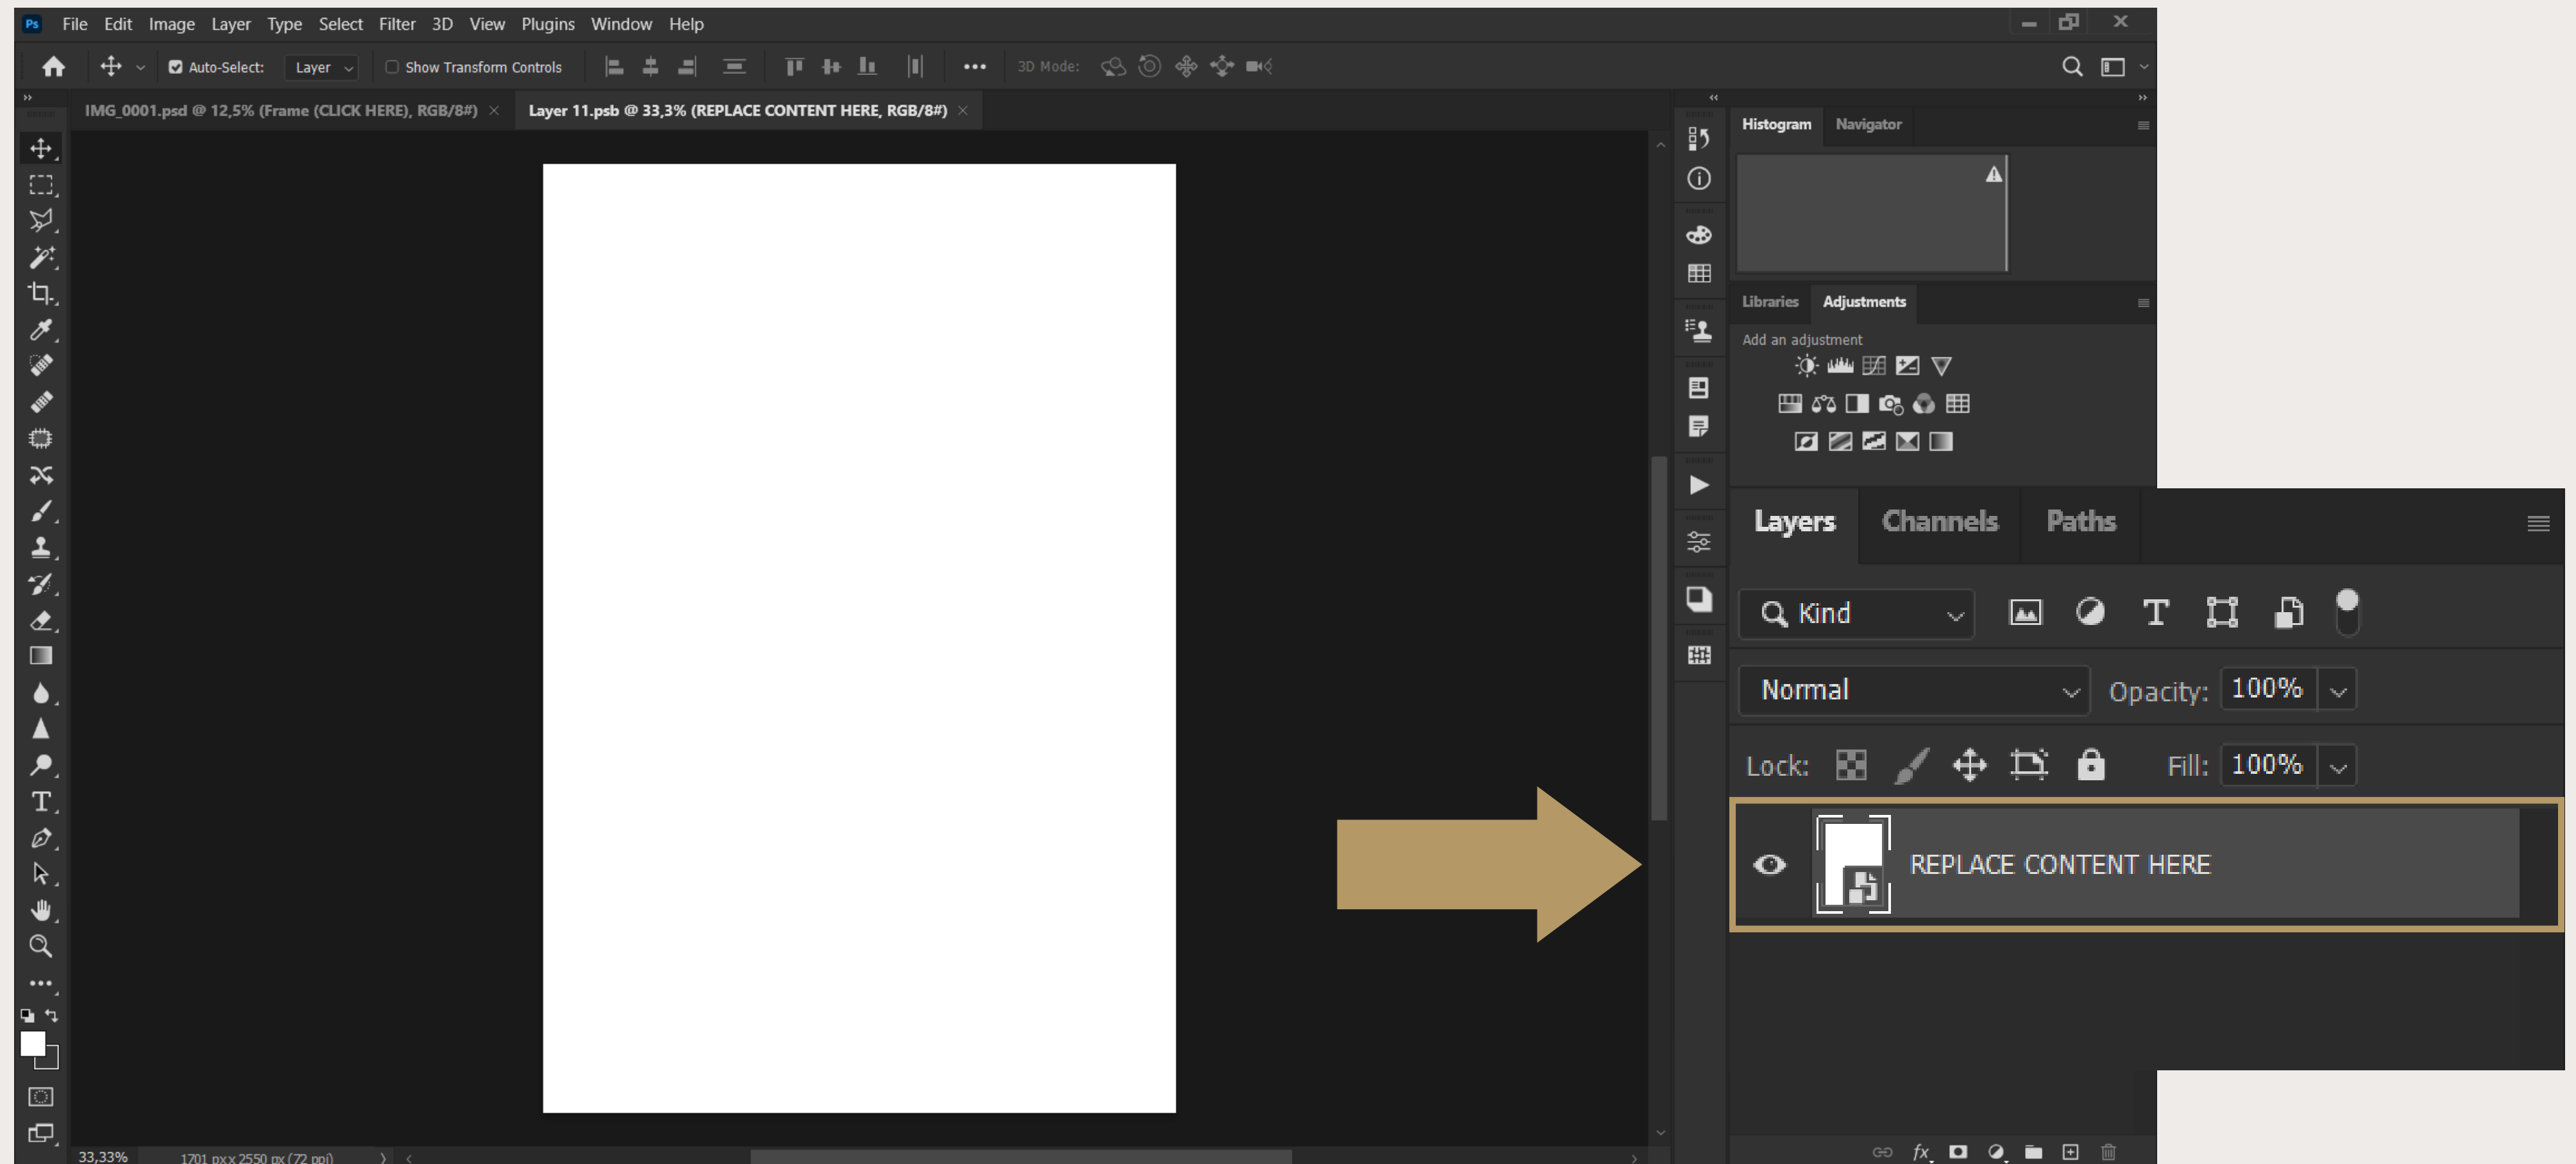 Ps File Edit Image Layer Type Select Filter 3D View Plugins Window Help
Auto-Select: Layer Show Transform Controls 3D Mode:
IMG_0001.psd @ 12,5% (Frame (CLICK HERE), RGB/8#) × Layer 11.psb @ 33,3% (REPLACE CONTENT HERE, RGB/8#) ×
Histogram Navigator
Libraries Adjustments
Add an adjustment
Layers Channels Paths
Kind
Normal Opacity: 100%
Lock: Fill: 100%
REPLACE CONTENT HERE
33,33% 1701 px x 2550 px (72 ppi)
fx